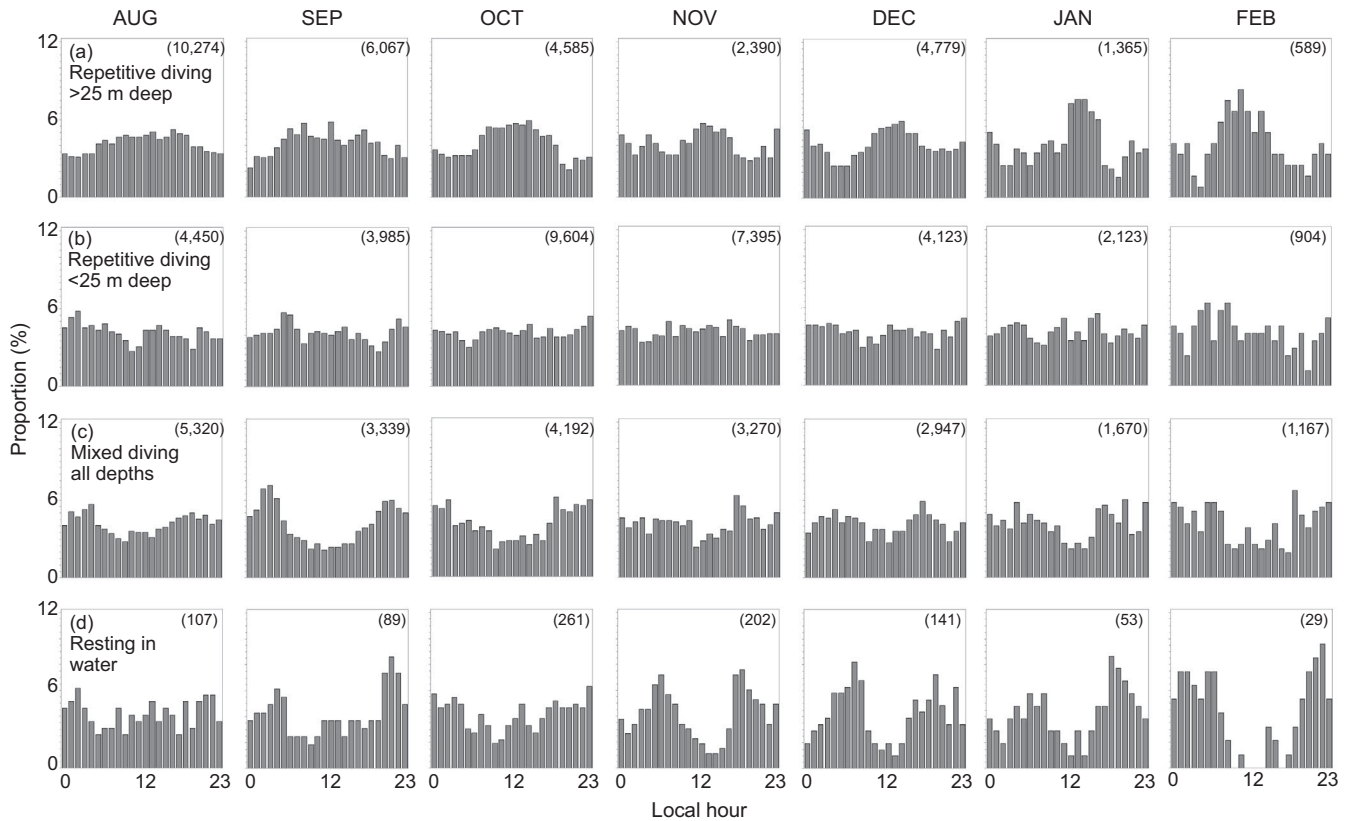 AUG SEP OCT NOV DEC JAN FEB
12 (a) (10,274) (6,067) (4,585) (2,390) (4,779) (1,365) (589)
Repetitive diving
>25 m deep
6
0
12 (b) (4,450) (3,985) (9,604) (7,395) (4,123) (2,123) (904)
Repetitive diving
<25 m deep
6
0
Proportion (%)
12 (c) (5,320) (3,339) (4,192) (3,270) (2,947) (1,670) (1,167)
Mixed diving
all depths
6
0
12 (d) (107) (89) (261) (202) (141) (53) (29)
Resting in
water
6
0
0 12 23 0 12 23 0 12 23 0 12 23 0 12 23 0 12 23 0 12 23
Local hour